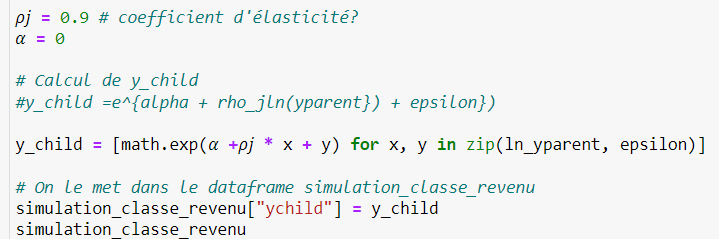 ρj = 0.9 # coefficient d'élasticité?
α = 0
# Calcul de y_child
#y_child =e^{alpha + rho_jln(yparent}) + epsilon})
y_child = [math.exp(α +ρj * x + y) for x, y in zip(ln_yparent, epsilon)]
# On le met dans le dataframe simulation_classe_revenu
simulation_classe_revenu["ychild"] = y_child
simulation_classe_revenu